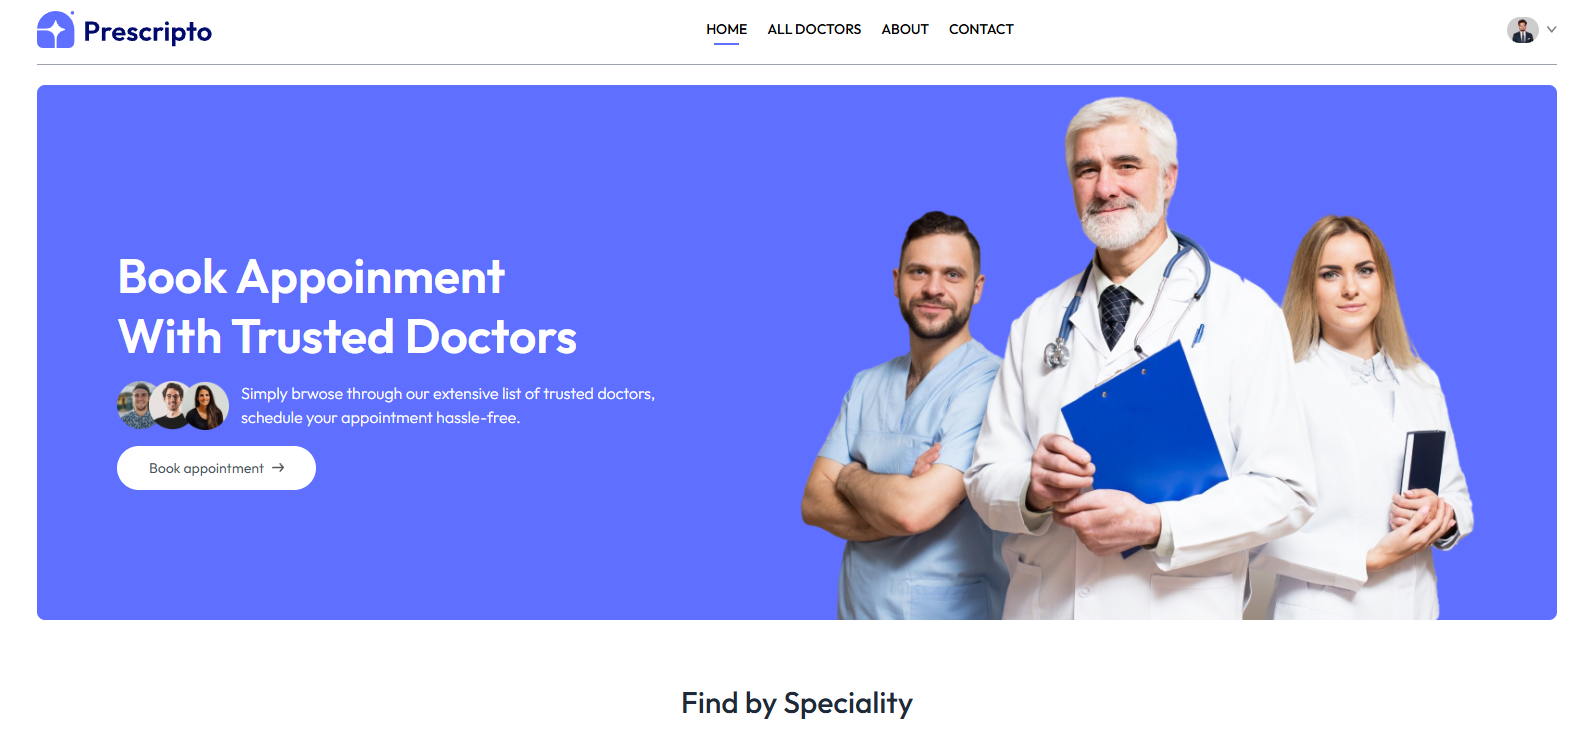 Prescripto
HOME ALL DOCTORS ABOUT CONTACT
Book Appoinment
With Trusted Doctors
Simply brwose through our extensive list of trusted doctors,
schedule your appointment hassle-free.
Book appointment →
Find by Speciality